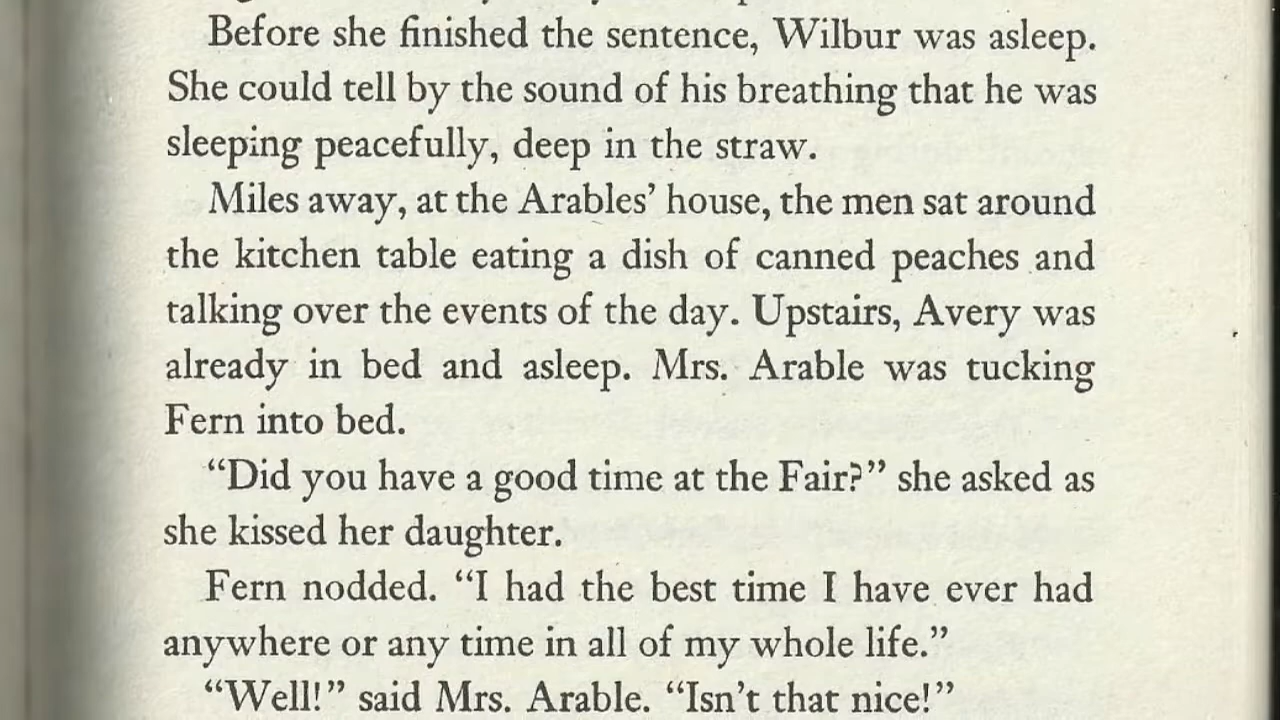 Before she finished the sentence, Wilbur was asleep.
She could tell by the sound of his breathing that he was
sleeping peacefully, deep in the straw.
Miles away, at the Arables’ house, the men sat around
the kitchen table eating a dish of canned peaches and
talking over the events of the day. Upstairs, Avery was
already in bed and asleep. Mrs. Arable was tucking
Fern into bed.
“Did you have a good time at the Fair?” she asked as
she kissed her daughter.
Fern nodded. “I had the best time I have ever had
anywhere or any time in all of my whole life.”
“Well!” said Mrs. Arable. “Isn’t that nice!”